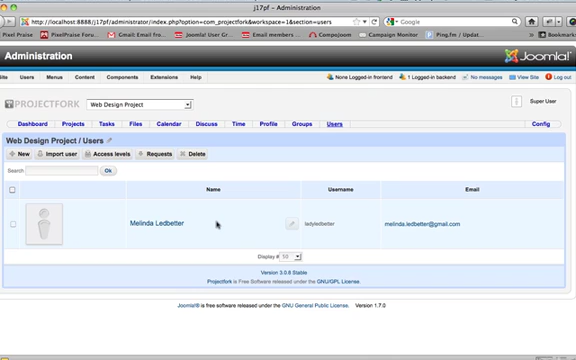 j17pf
http://localhost:8888/j17pf/administrator/index.php?option=com_projectfork&workspace=1&section=users
Google
Pixel Praise PixelPraise Forum Gmail: Email from... Joomla! User Gro... Email Groups Compojoom Campaign Monitor Ping.fm / Updat... Bookmarks
Administration
Joomla!
Site Users Menus Content Components Extensions Help None Logged-in frontend 1 Logged-in backend No messages View Site Log out
PROJECTFORK Web Design Project Super User
Dashboard Projects Tasks Files Calendar Discuss Time Profile Groups Users Config
Web Design Project / Users
New Import user Access levels Requests Delete
Search Ok
Name Username Email
Melinda Ledbetter ladyledbetter melinda.ledbetter@gmail.com
Display # 50
Version 3.0.6 Stable
Projectfork is Free Software released under the GNU/GPL License.
Joomla!® is free software released under the GNU General Public License. Version 1.7.0